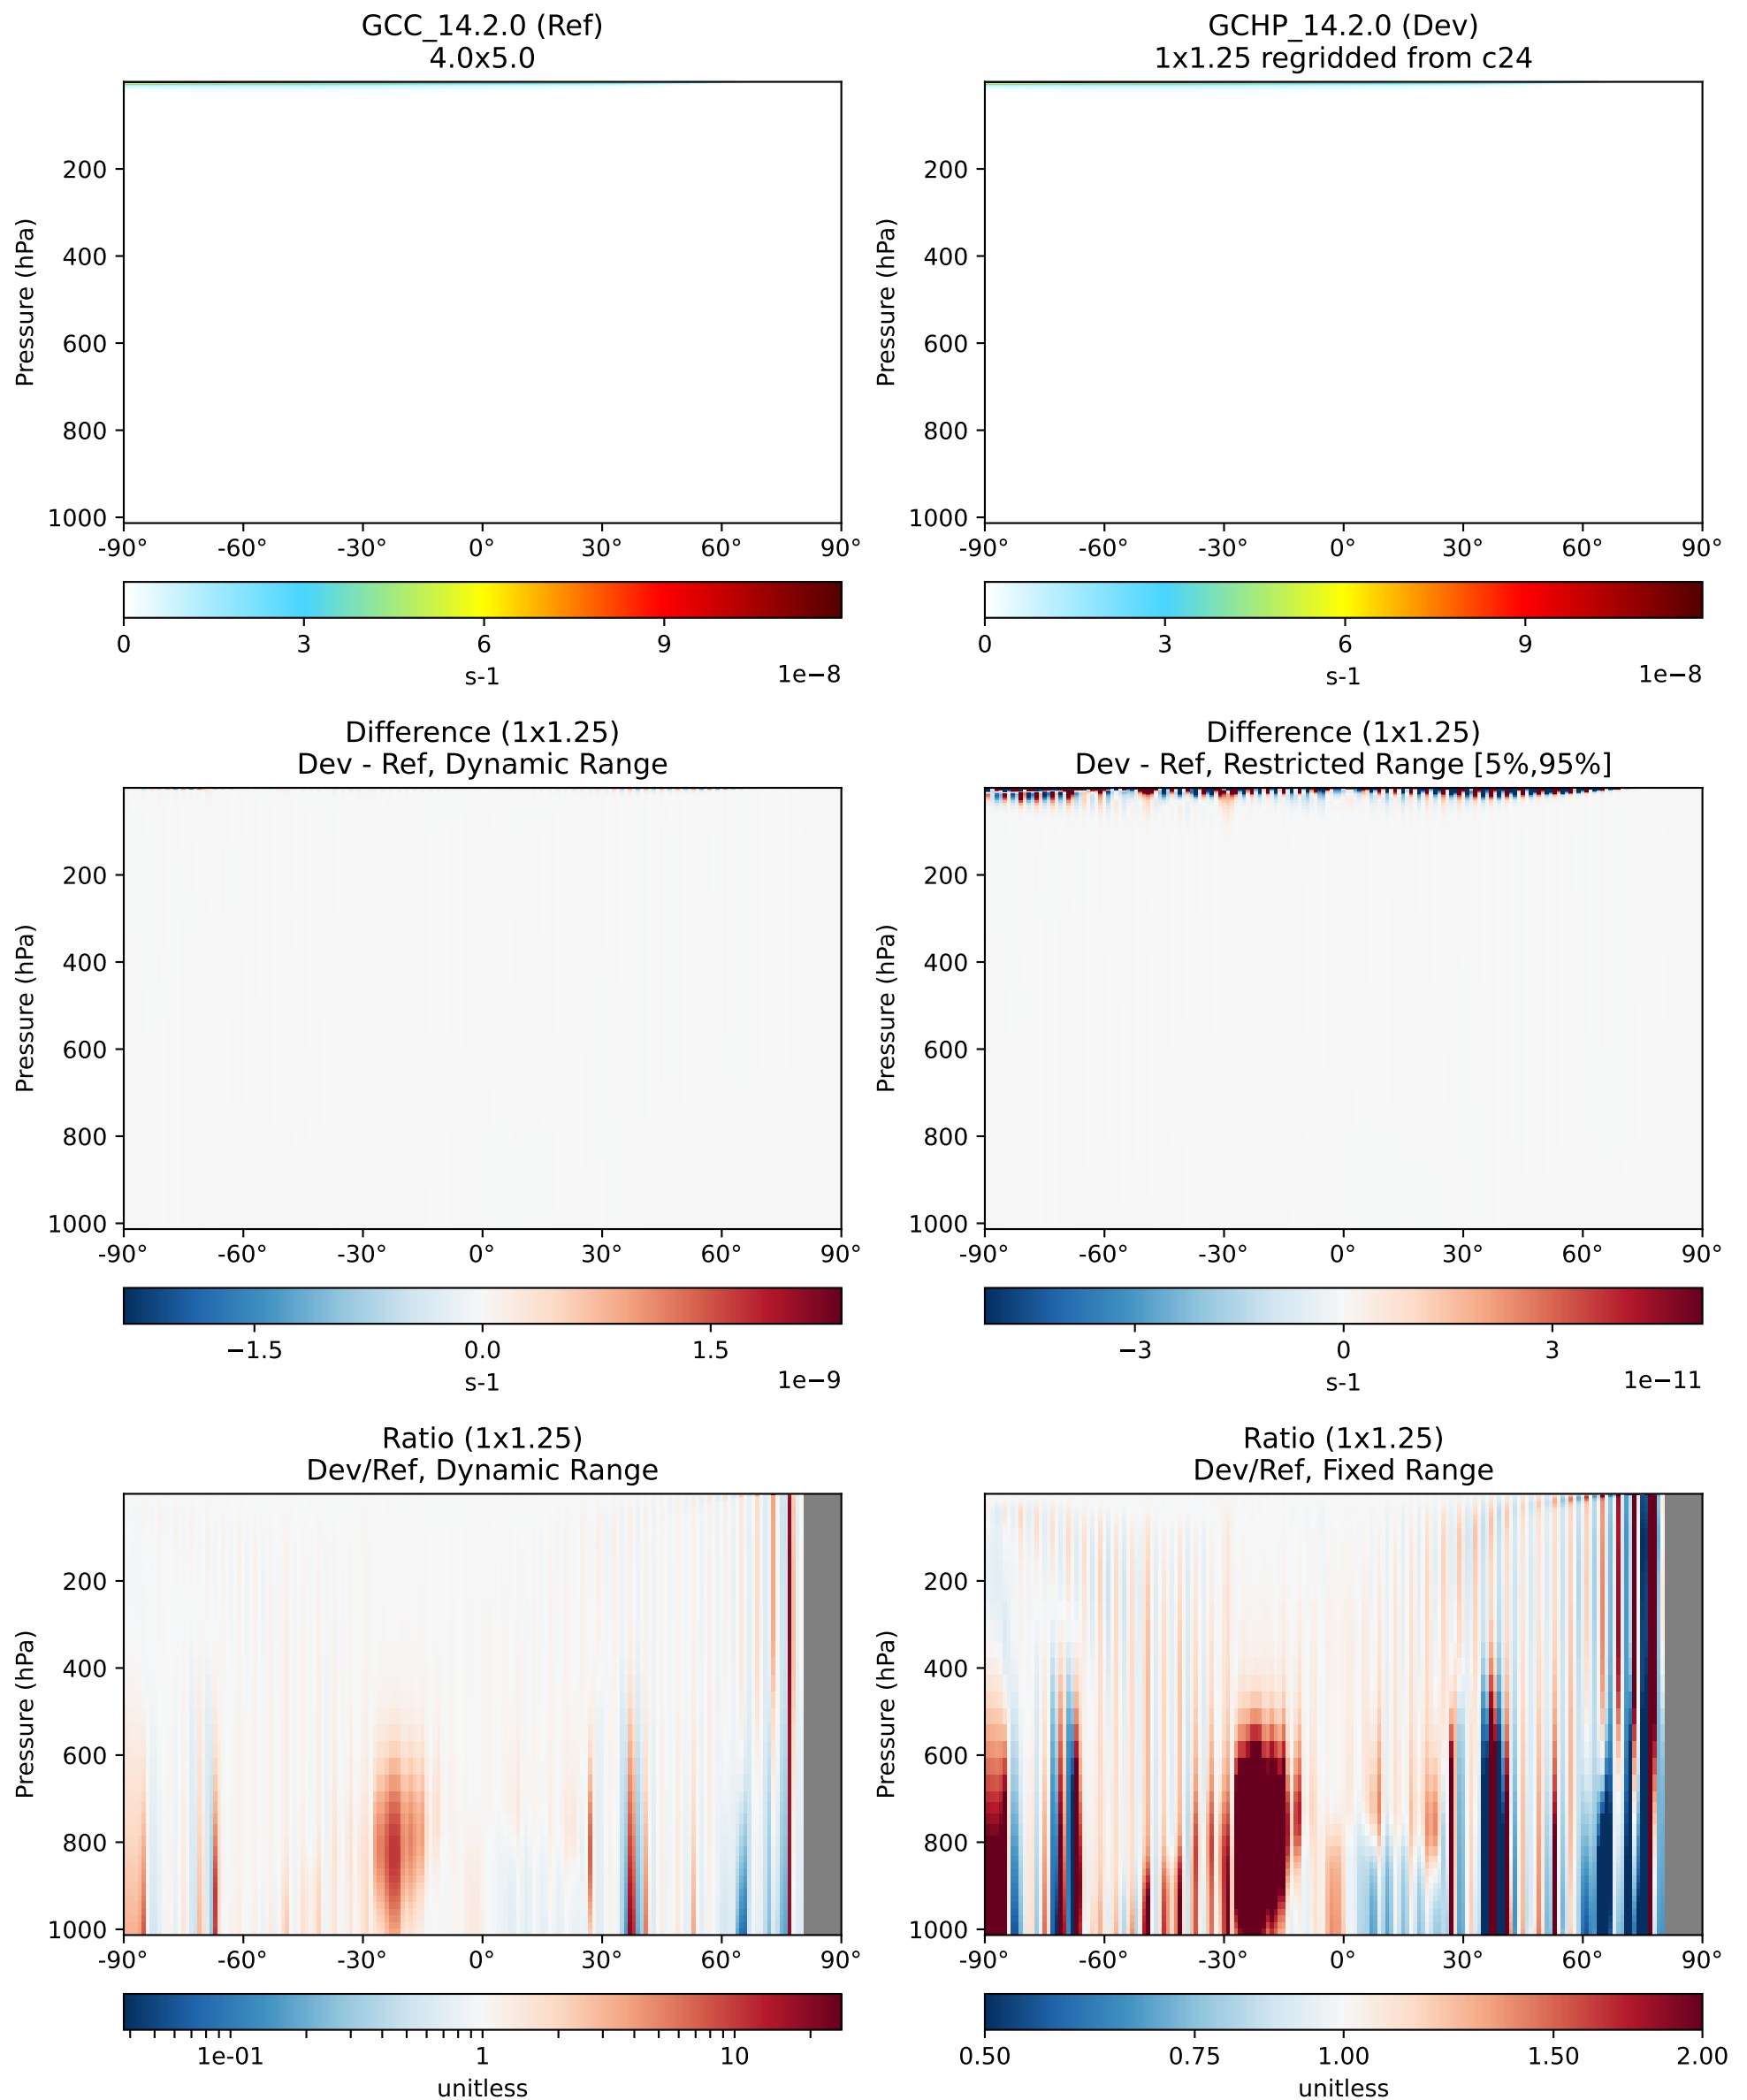 GCC_14.2.0 (Ref)
4.0x5.0
Pressure (hPa)
200
400
600
800
1000
-90° -60° -30° 0° 30° 60° 90°
0 3 6 9
s-1
1e−8
GCHP_14.2.0 (Dev)
1x1.25 regridded from c24
Pressure (hPa)
200
400
600
800
1000
-90° -60° -30° 0° 30° 60° 90°
0 3 6 9
s-1
1e−8
Difference (1x1.25)
Dev - Ref, Dynamic Range
Pressure (hPa)
200
400
600
800
1000
-90° -60° -30° 0° 30° 60° 90°
−1.5 0.0 1.5
s-1
1e−9
Difference (1x1.25)
Dev - Ref, Restricted Range [5%,95%]
Pressure (hPa)
200
400
600
800
1000
-90° -60° -30° 0° 30° 60° 90°
−3 0 3
s-1
1e−11
Ratio (1x1.25)
Dev/Ref, Dynamic Range
Pressure (hPa)
200
400
600
800
1000
-90° -60° -30° 0° 30° 60° 90°
1e-01 1 10
unitless
Ratio (1x1.25)
Dev/Ref, Fixed Range
Pressure (hPa)
200
400
600
800
1000
-90° -60° -30° 0° 30° 60° 90°
0.50 0.75 1.00 1.50 2.00
unitless